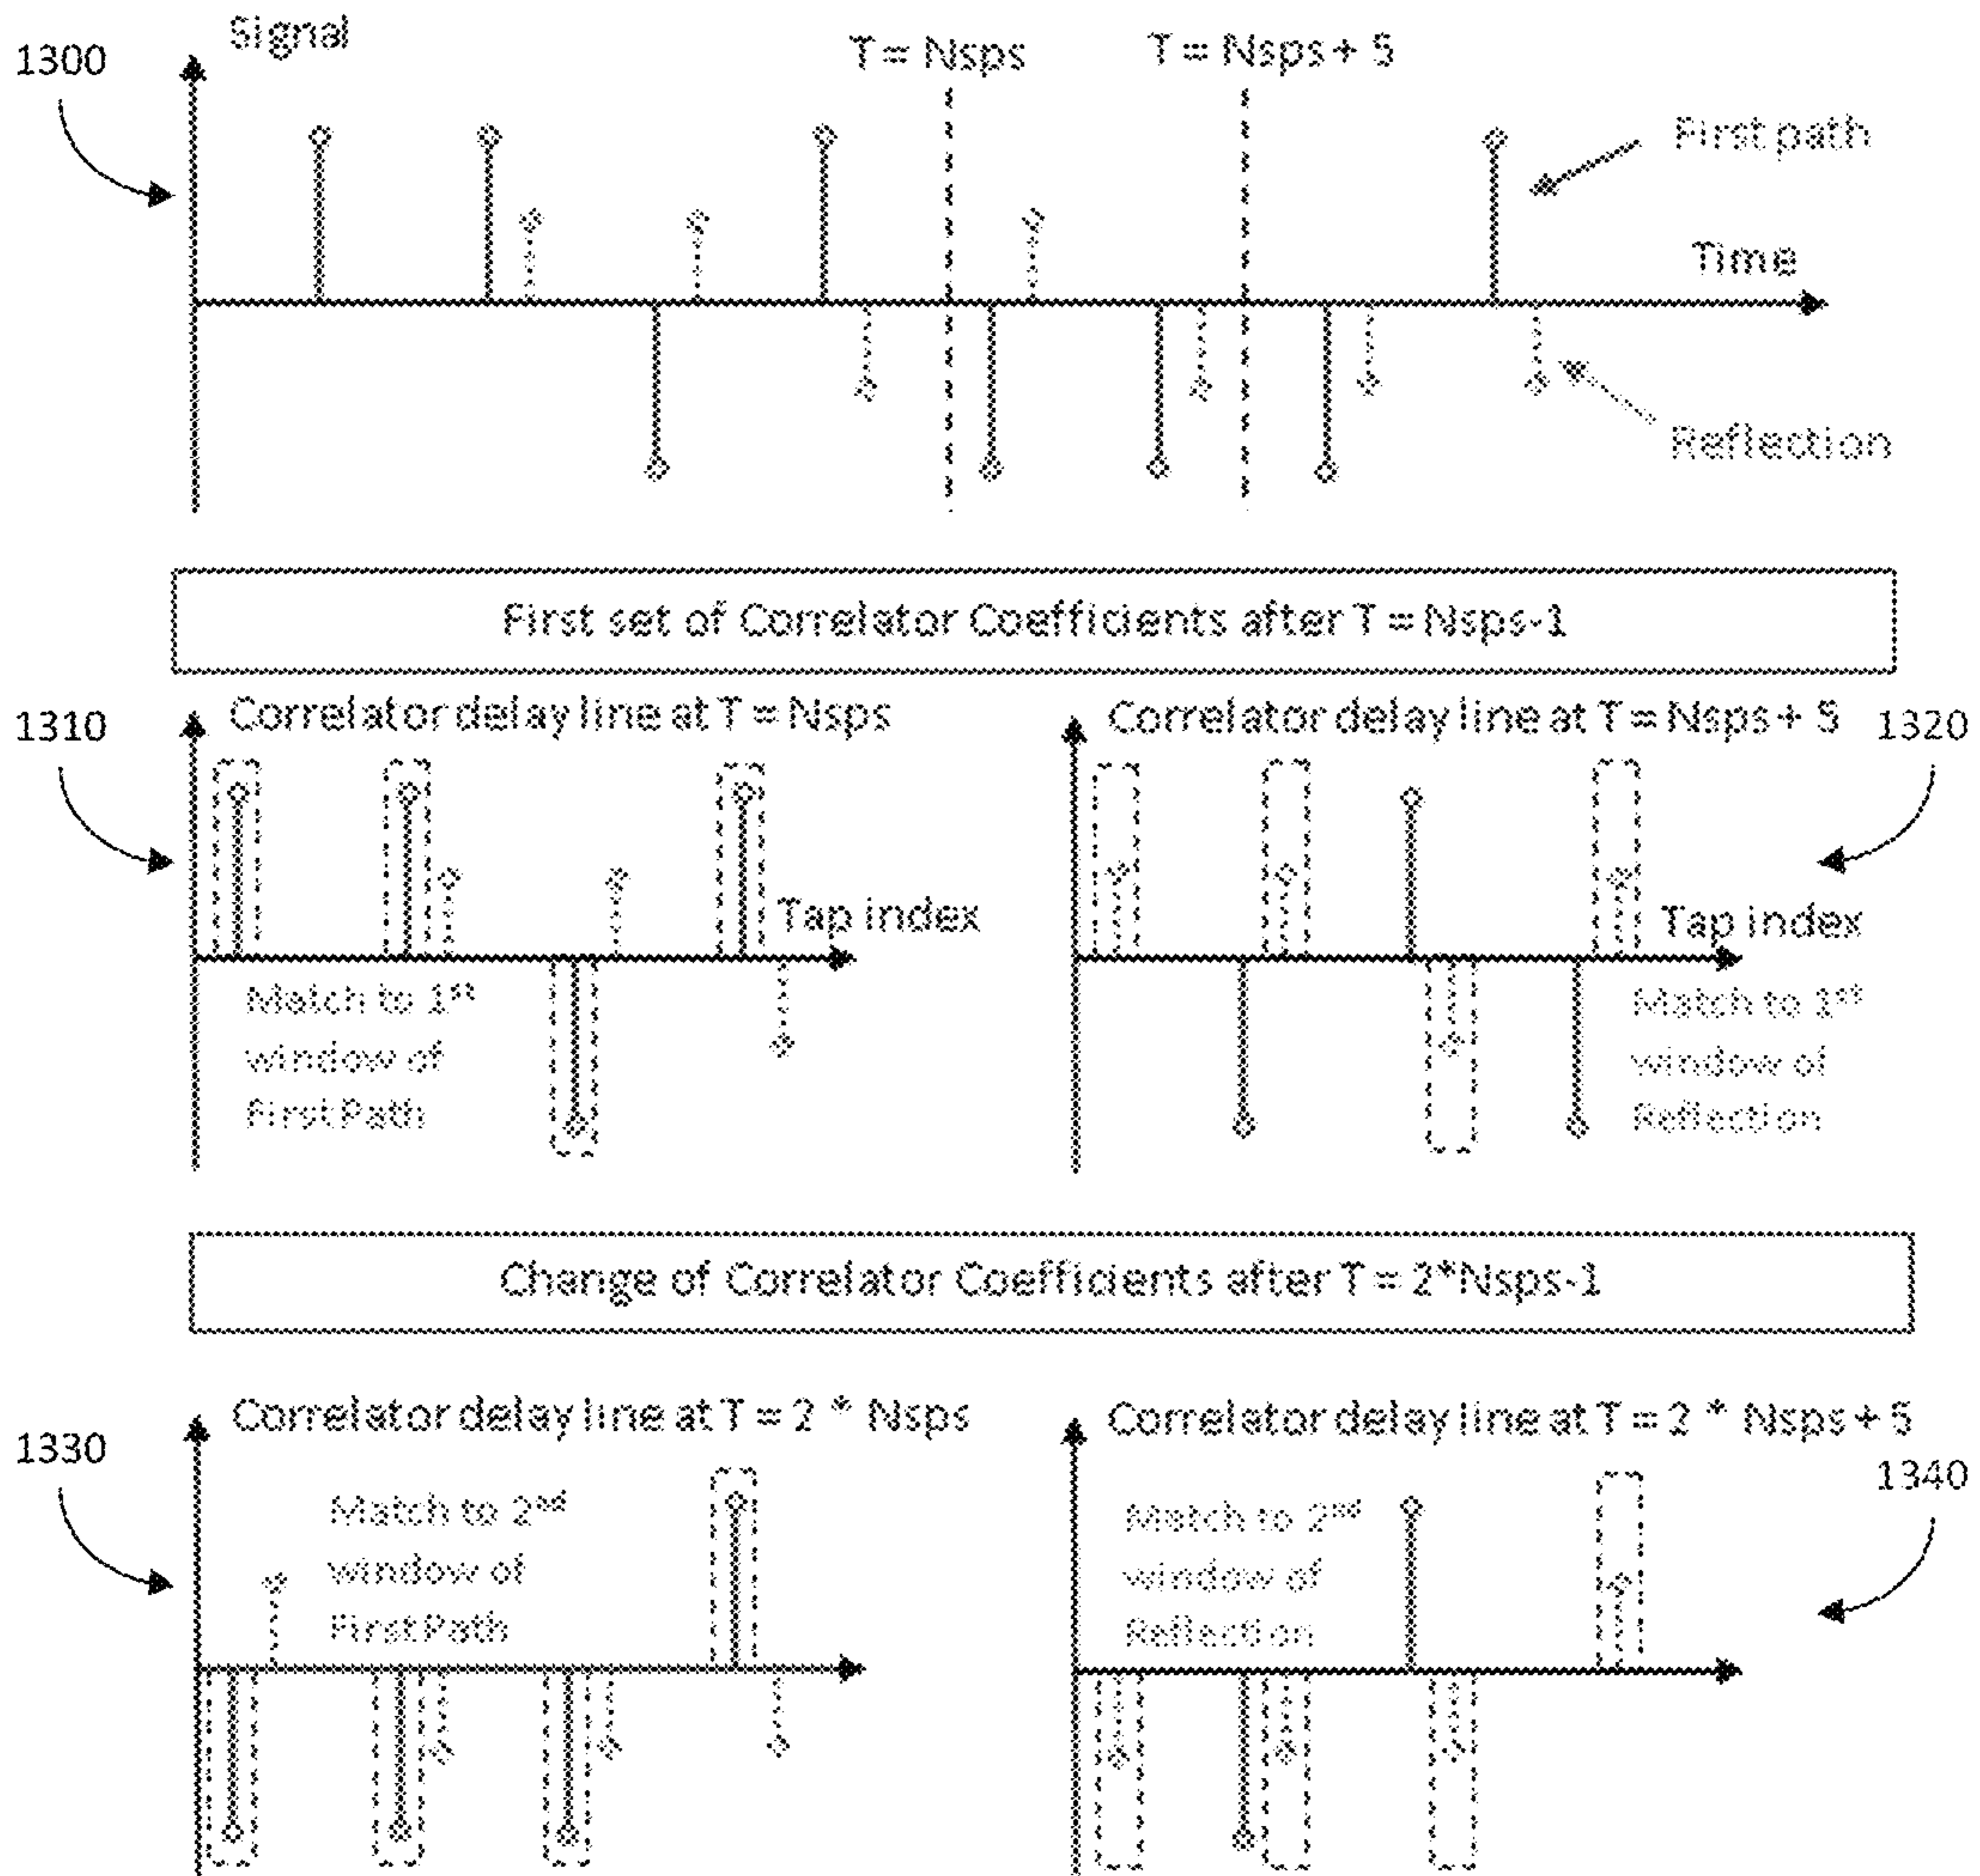 1300
Signal
T = Nsps
T = Nsps + 5
First path
Time
Reflection
First set of Correlator Coefficients after T = Nsps-1
1310
Correlator delay line at T = Nsps
Tap index
Match to 1st
window of
First Path
Correlator delay line at T = Nsps + 5
1320
Tap index
Match to 1st
window of
Reflection
Change of Correlator Coefficients after T = 2*Nsps-1
1330
Correlator delay line at T = 2 * Nsps
Match to 2nd
window of
First Path
Correlator delay line at T = 2 * Nsps + 5
1340
Match to 2nd
window of
Reflection